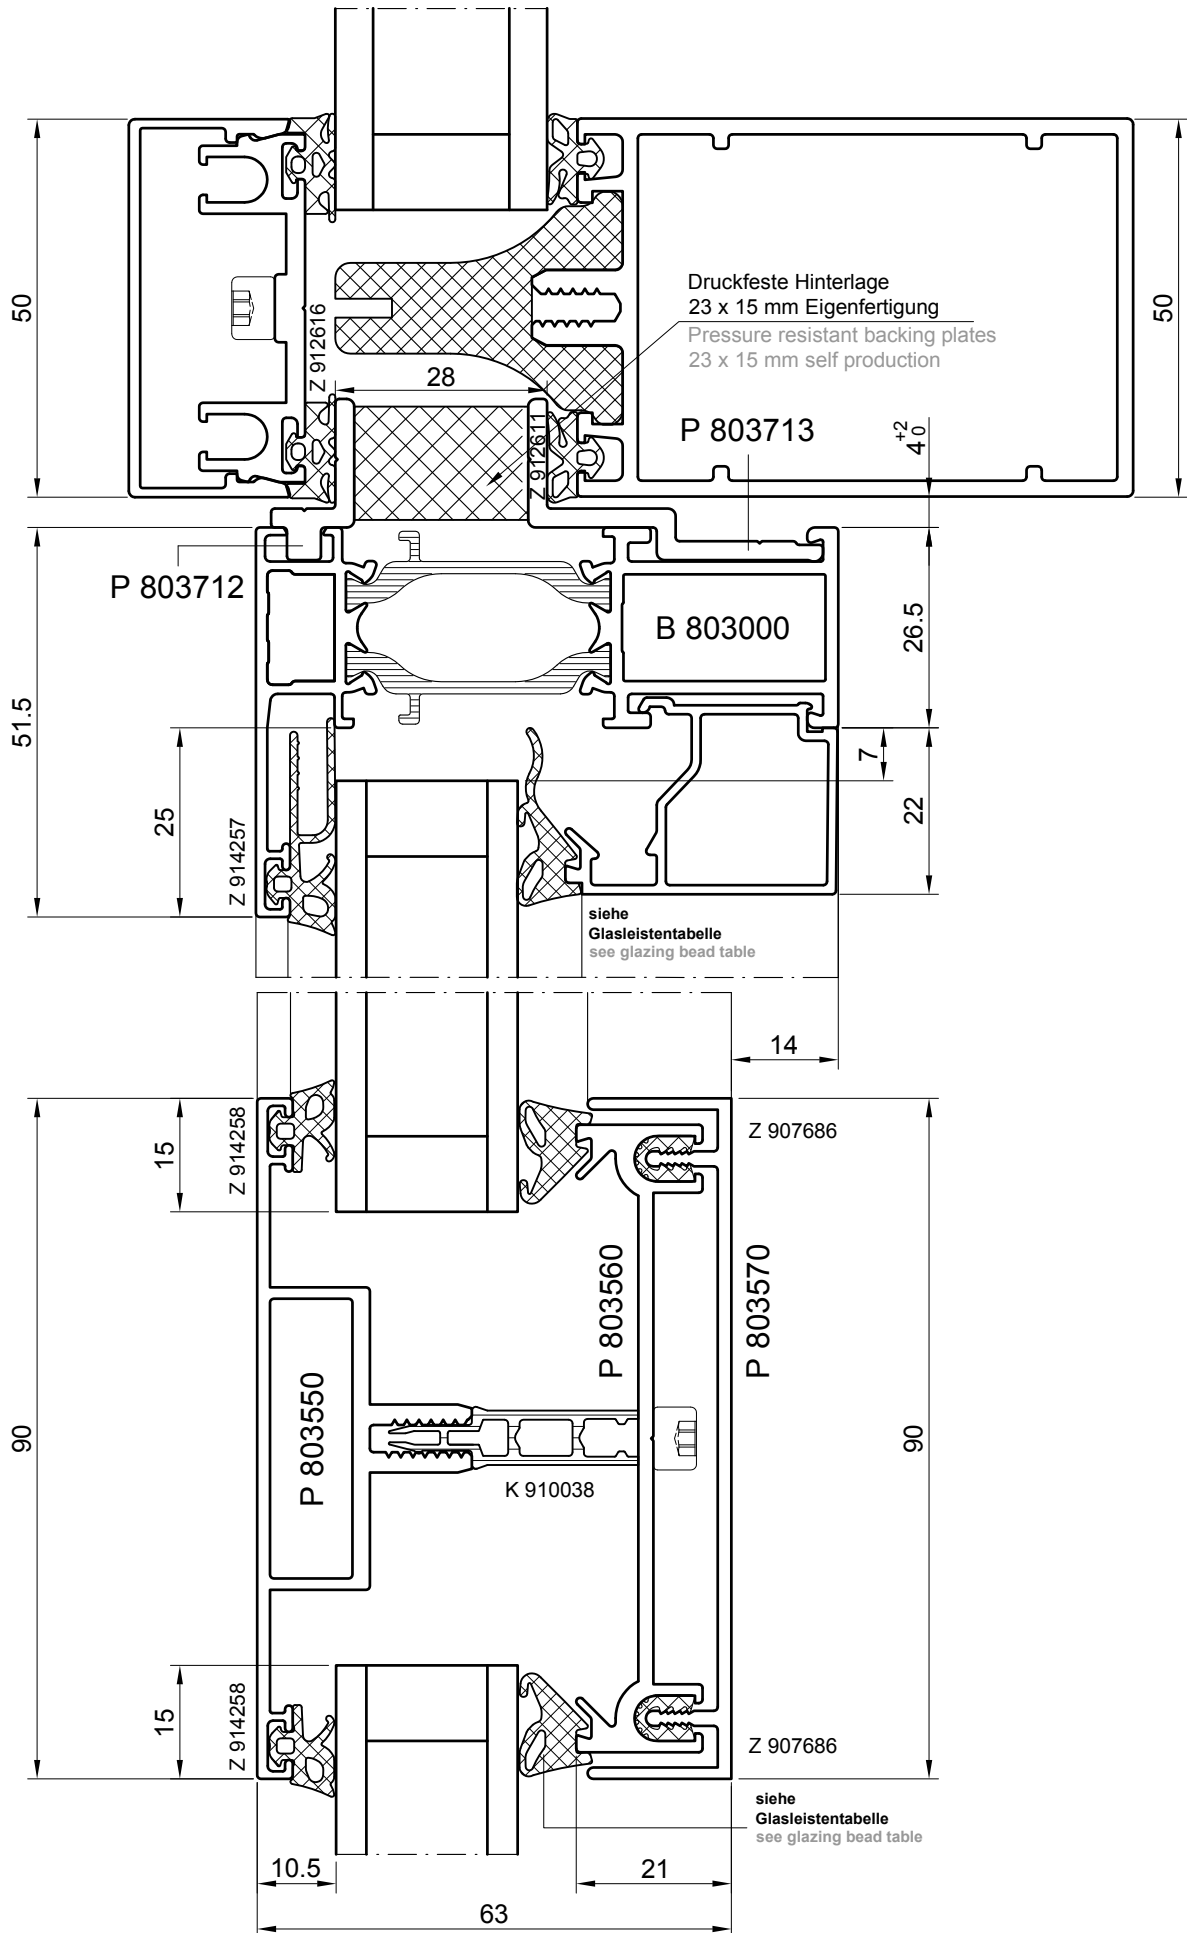 50
Z 912616
Druckfeste Hinterlage
23 x 15 mm Eigenfertigung
Pressure resistant backing plates
23 x 15 mm self production
50
28
Z 912611
P 803713
4 +2 0
P 803712
B 803000
26.5
51.5
7
25
22
Z 914257
siehe
Glasleistentabelle
see glazing bead table
14
15
Z 914258
Z 907686
90
P 803550
P 803560
P 803570
90
K 910038
15
Z 914258
Z 907686
siehe
Glasleistentabelle
see glazing bead table
10.5
21
63